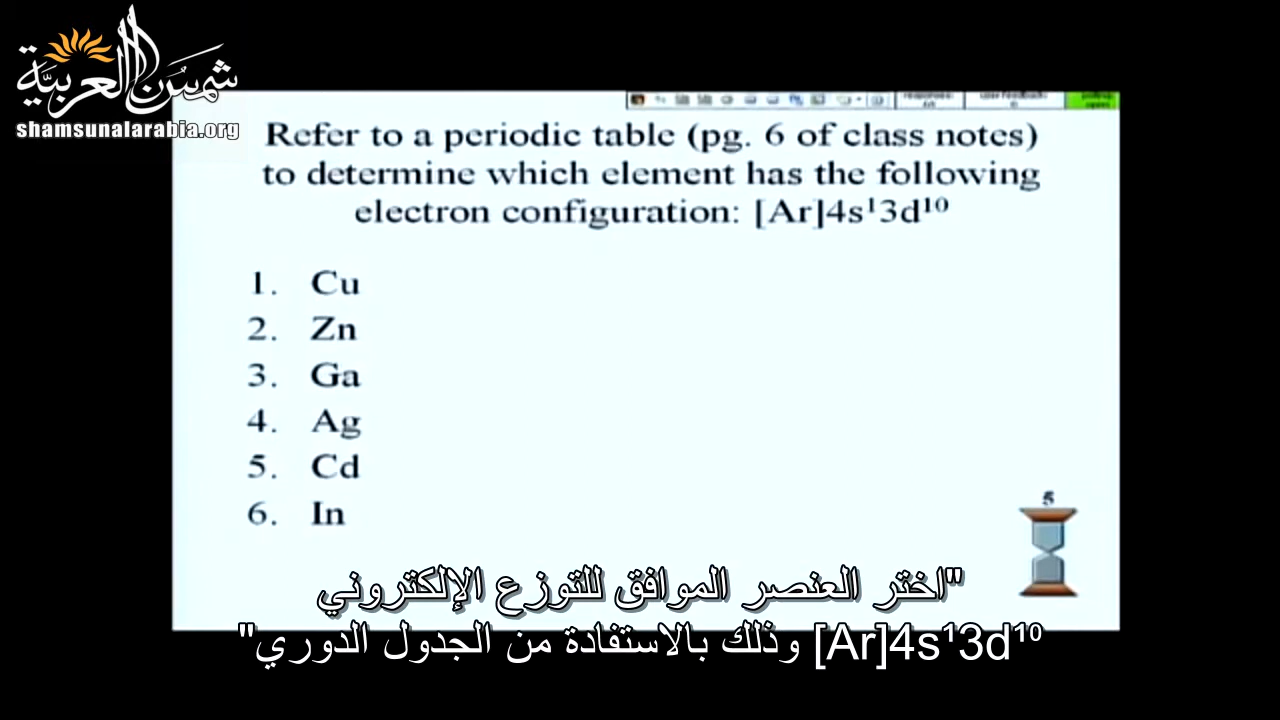 شمس العربية
shamsunalarabia.org
Refer to a periodic table (pg. 6 of class notes)
to determine which element has the following
electron configuration: [Ar]4s¹3d¹⁰
1. Cu
2. Zn
3. Ga
4. Ag
5. Cd
6. In
5
"اختر العنصر الموافق للتوزع الإلكتروني
[Ar]4s¹3d¹⁰ وذلك بالاستفادة من الجدول الدوري"